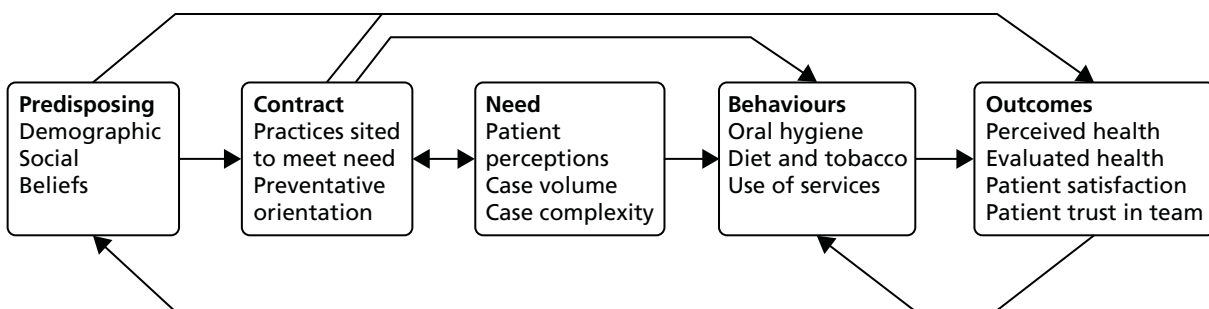 Predisposing
Demographic
Social
Beliefs
Contract
Practices sited
to meet need
Preventative
orientation
Need
Patient
perceptions
Case volume
Case complexity
Behaviours
Oral hygiene
Diet and tobacco
Use of services
Outcomes
Perceived health
Evaluated health
Patient satisfaction
Patient trust in team